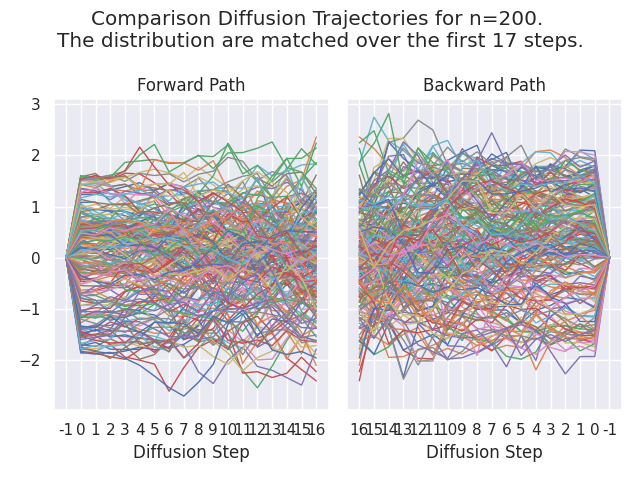 Comparison Diffusion Trajectories for n=200.
The distribution are matched over the first 17 steps.
Forward Path
Backward Path
3
2
1
0
−1
−2
-1 0 1 2 3 4 5 6 7 8 9 10 11 12 13 14 15 16
16 15 14 13 12 11 10 9 8 7 6 5 4 3 2 1 0 -1
Diffusion Step
Diffusion Step